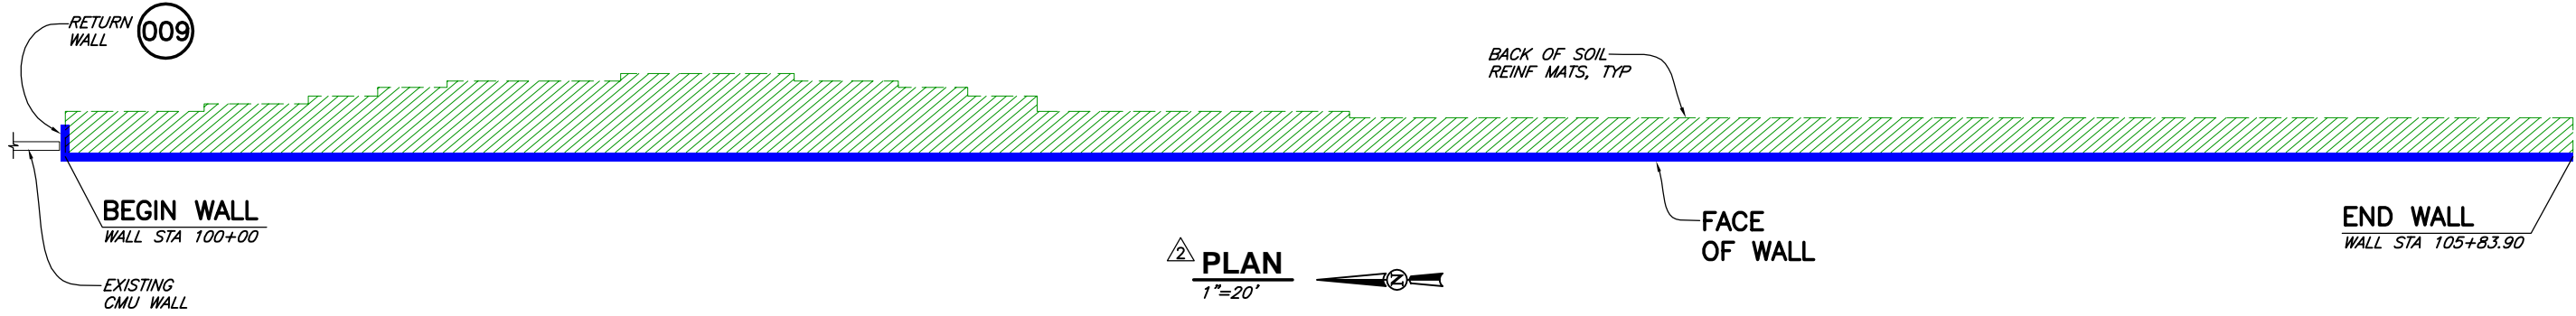 RETURN
WALL
009
BACK OF SOIL
REINF MATS, TYP
BEGIN WALL
WALL STA 100+00
FACE
OF WALL
END WALL
WALL STA 105+83.90
2
PLAN
1"=20'
N
EXISTING
CMU WALL